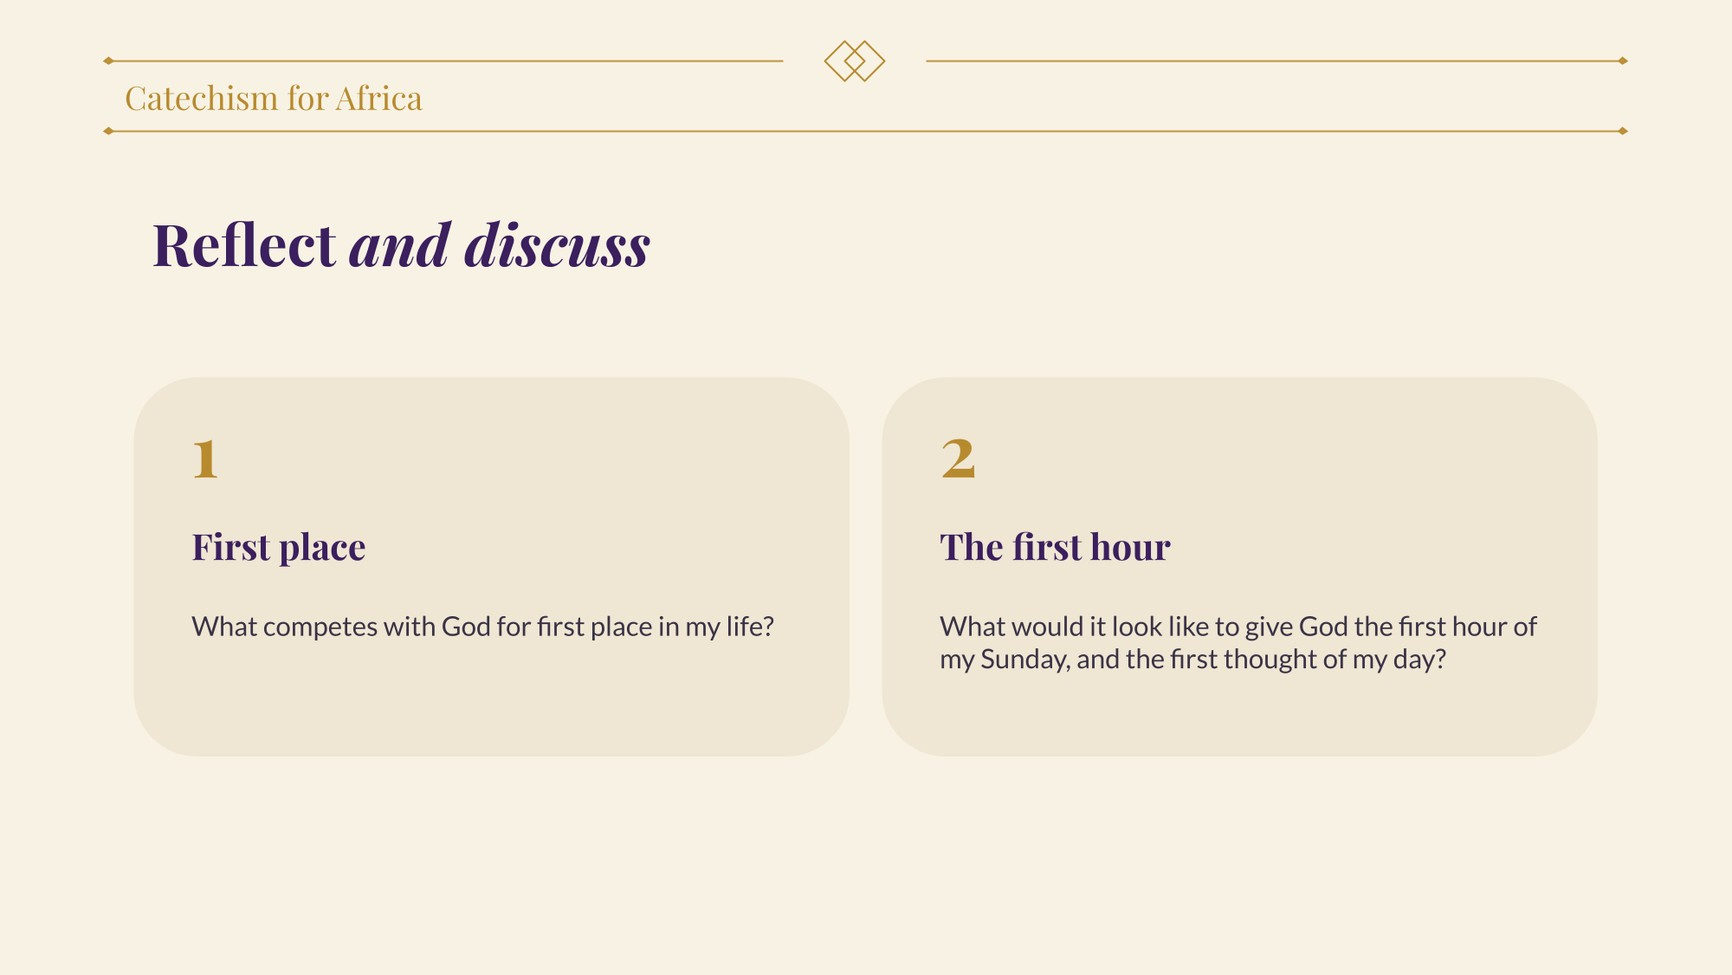 Catechism for Africa
Reflect and discuss
1
First place
What competes with God for first place in my life?
2
The first hour
What would it look like to give God the first hour of
my Sunday, and the first thought of my day?